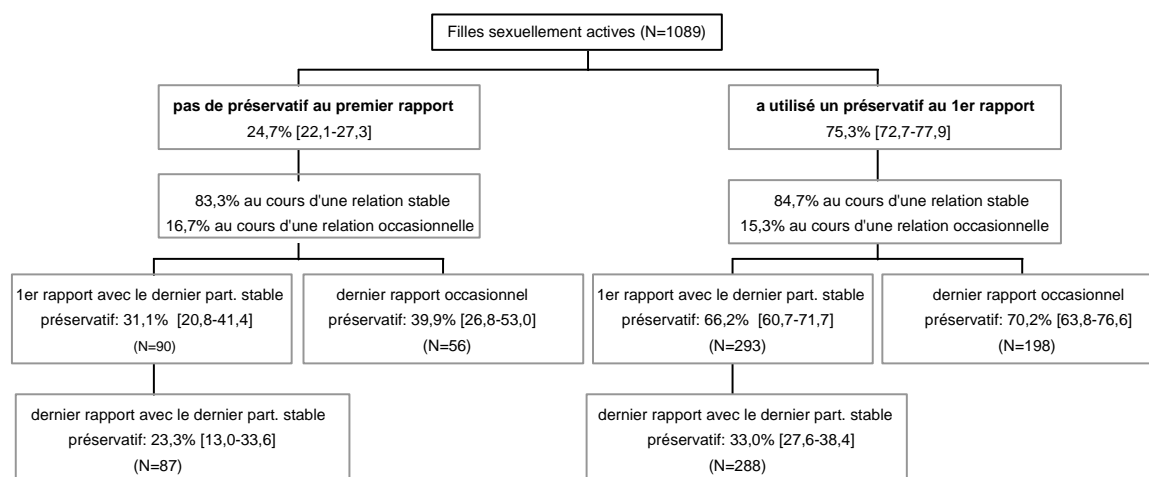 Filles sexuellement actives (N=1089)
pas de préservatif au premier rapport
24,7% [22,1-27,3]
a utilisé un préservatif au 1er rapport
75,3% [72,7-77,9]
83,3% au cours d'une relation stable
16,7% au cours d'une relation occasionnelle
84,7% au cours d'une relation stable
15,3% au cours d'une relation occasionnelle
1er rapport avec le dernier part. stable
préservatif: 31,1% [20,8-41,4]
(N=90)
dernier rapport occasionnel
préservatif: 39,9% [26,8-53,0]
(N=56)
1er rapport avec le dernier part. stable
préservatif: 66,2% [60,7-71,7]
(N=293)
dernier rapport occasionnel
préservatif: 70,2% [63,8-76,6]
(N=198)
dernier rapport avec le dernier part. stable
préservatif: 23,3% [13,0-33,6]
(N=87)
dernier rapport avec le dernier part. stable
préservatif: 33,0% [27,6-38,4]
(N=288)